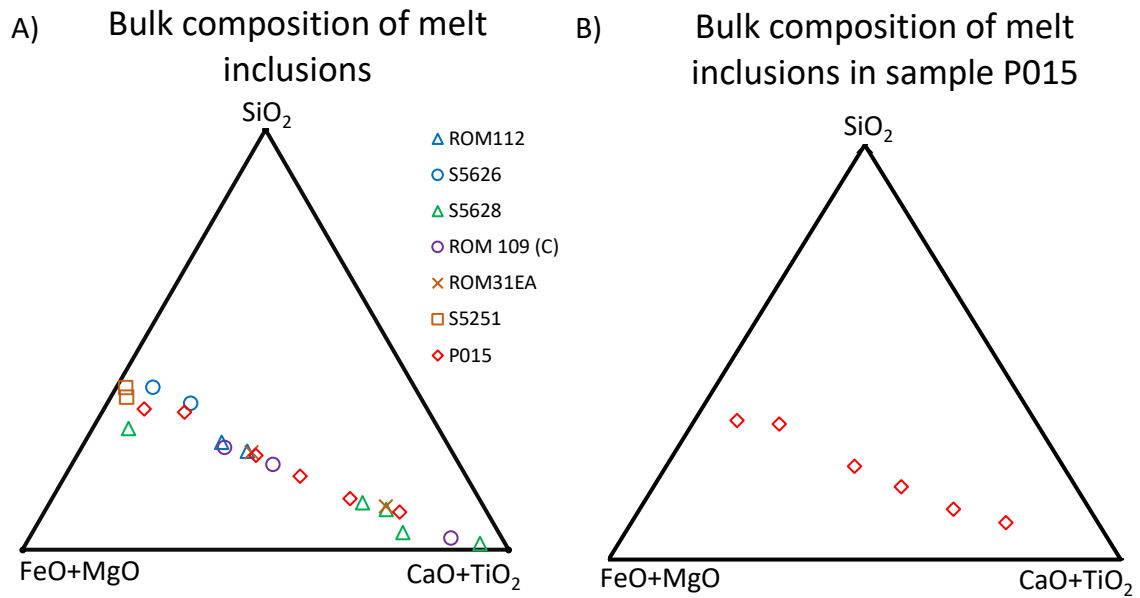 A)
Bulk composition of melt
inclusions
SiO₂
ROM112
S5626
S5628
ROM 109 (C)
ROM31EA
S5251
P015
FeO+MgO
CaO+TiO₂
B)
Bulk composition of melt
inclusions in sample P015
SiO₂
FeO+MgO
CaO+TiO₂